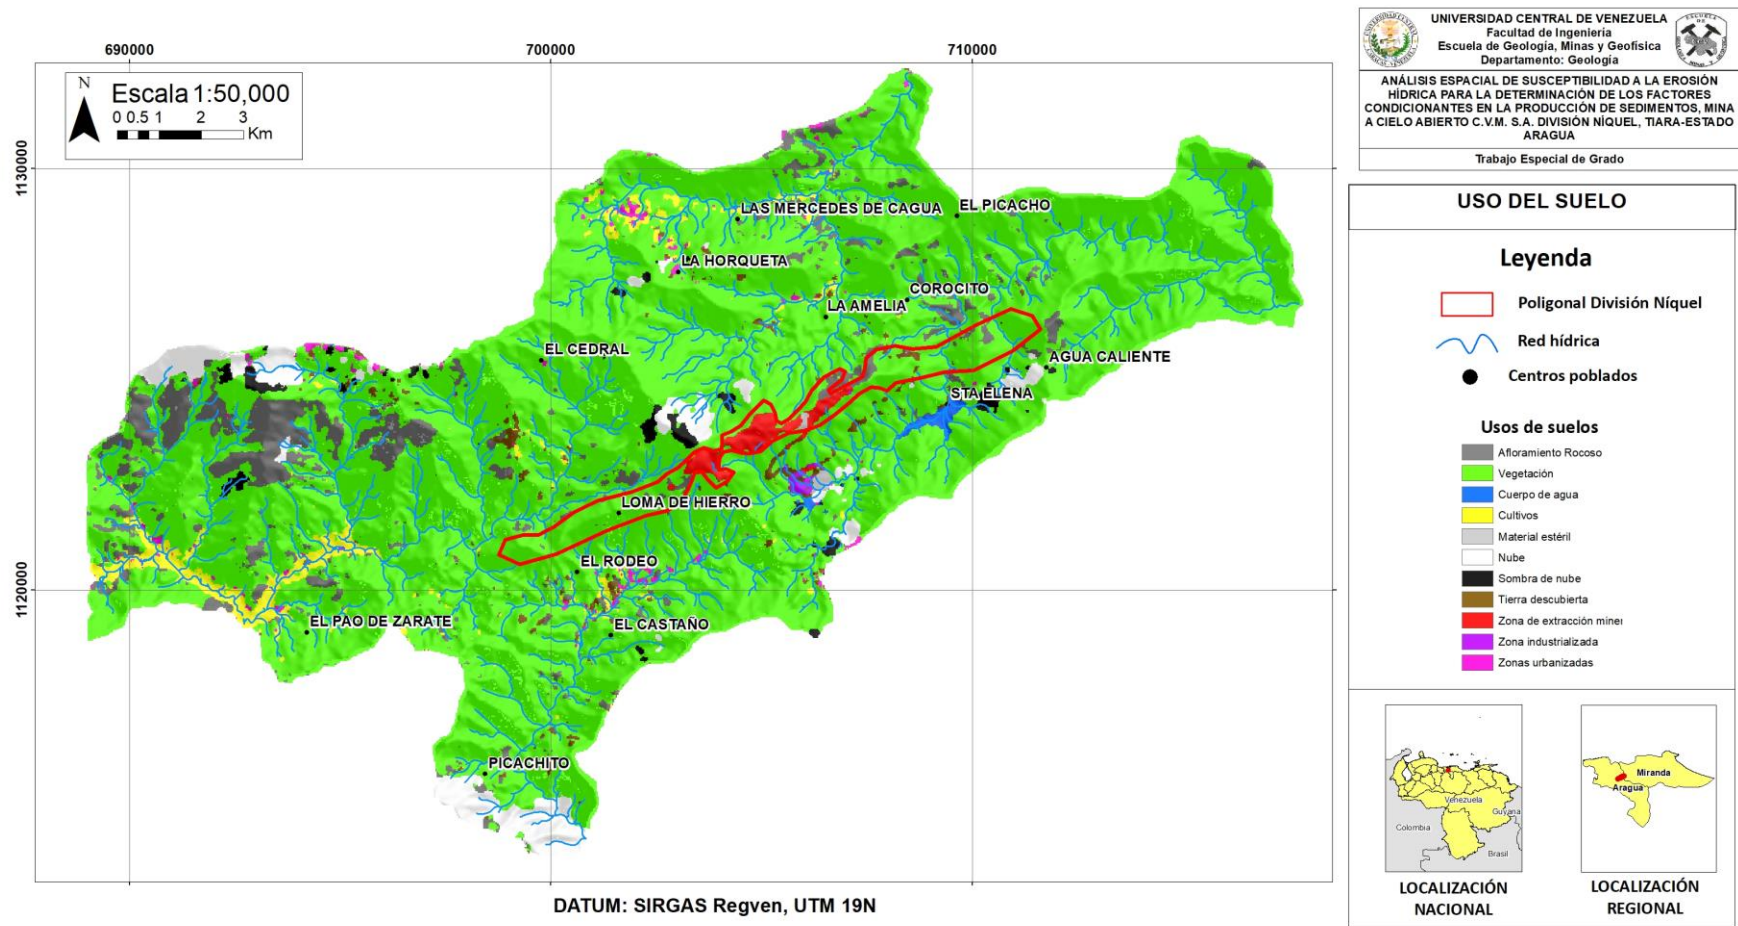 690000
700000
710000
1130000
1120000
N
Escala 1:50,000
0 0.5 1 2 3
Km
LAS MERCEDES DE CAGUA
EL PICACHO
LA HORQUETA
COROCITO
LA AMELIA
EL CEDRAL
AGUA CALIENTE
STA ELENA
LOMA DE HIERRO
EL RODEO
EL PAO DE ZARATE
EL CASTAÑO
PICACHITO
DATUM: SIRGAS Regven, UTM 19N
UNIVERSIDAD CENTRAL DE VENEZUELA
Facultad de Ingeniería
Escuela de Geología, Minas y Geofísica
Departamento: Geología
ANÁLISIS ESPACIAL DE SUSCEPTIBILIDAD A LA EROSIÓN
HÍDRICA PARA LA DETERMINACIÓN DE LOS FACTORES
CONDICIONANTES EN LA PRODUCCIÓN DE SEDIMENTOS, MINA
A CIELO ABIERTO C.V.M. S.A. DIVISIÓN NÍQUEL, TIARA-ESTADO
ARAGUA
Trabajo Especial de Grado
USO DEL SUELO
Leyenda
Poligonal División Níquel
Red hídrica
Centros poblados
Usos de suelos
Afloramiento Rocoso
Vegetación
Cuerpo de agua
Cultivos
Material estéril
Nube
Sombra de nube
Tierra descubierta
Zona de extracción miner
Zona industrializada
Zonas urbanizadas
Venezuela
Guyana
Colombia
Brasil
LOCALIZACIÓN
NACIONAL
Miranda
Aragua
LOCALIZACIÓN
REGIONAL